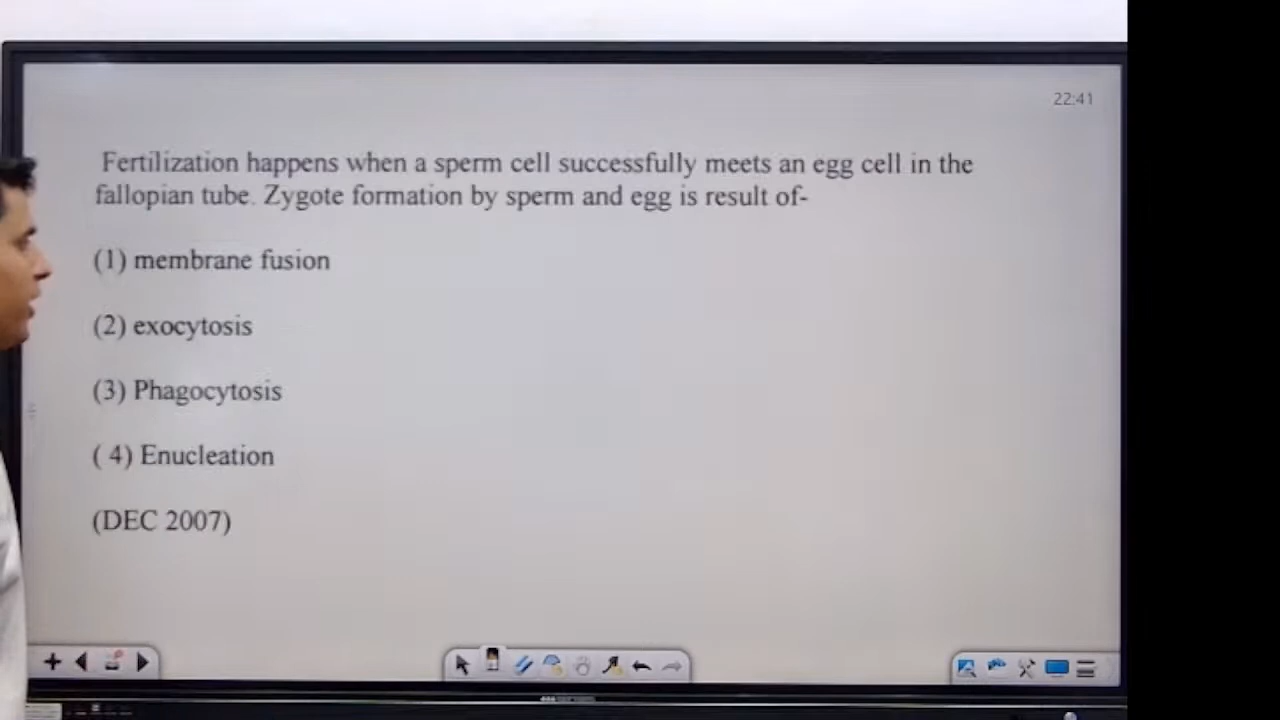 22:41
Fertilization happens when a sperm cell successfully meets an egg cell in the
fallopian tube. Zygote formation by sperm and egg is result of-
(1) membrane fusion
(2) exocytosis
(3) Phagocytosis
( 4) Enucleation
(DEC 2007)